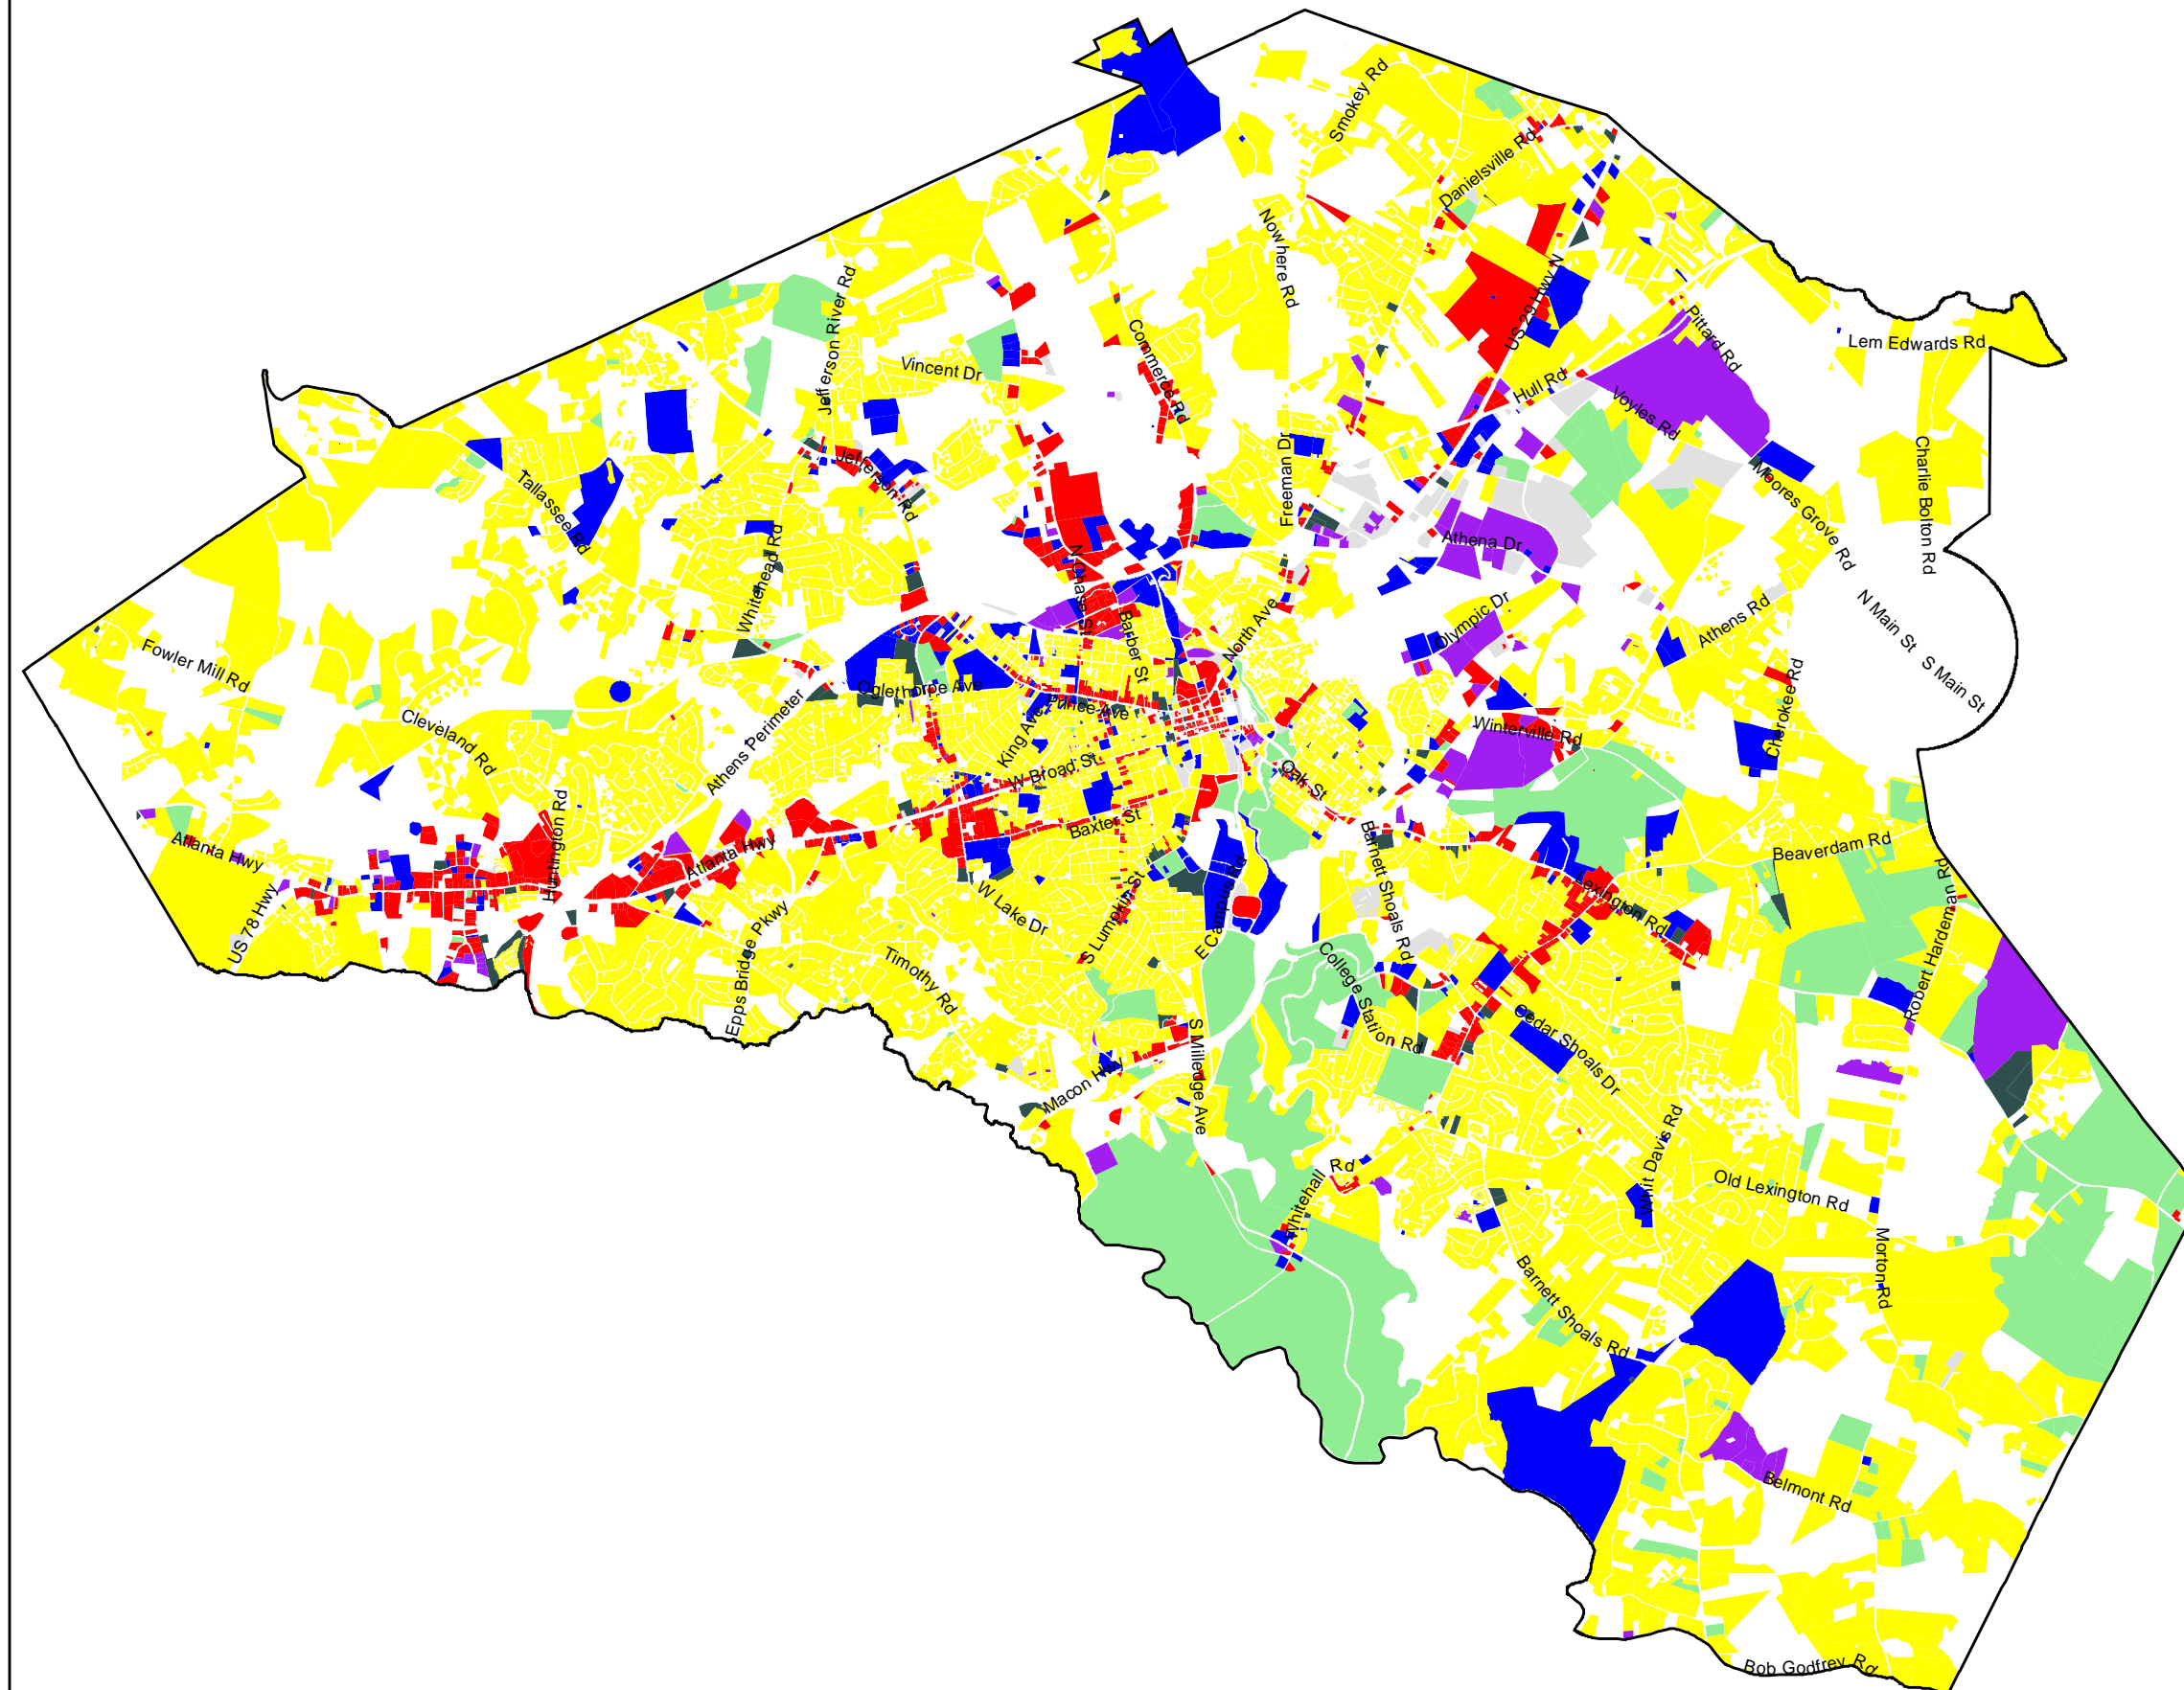 Smokey Rd
Danielsville Rd
Nowhere Rd
US 29 Hwy N
Jefferson River Rd
Pittard Rd
Lem Edwards Rd
Commerce Rd
Vincent Dr
Hull Rd
Voyles Rd
Jefferson Rd
Freeman Dr
Charlie Bolton Rd
Moores Grove Rd
Tallassee Rd
Athena Dr
Whitehead Rd
N Chase St
Barber St
North Ave
Olympic Dr
Athens Rd
N Main St
S Main St
Fowler Mill Rd
Oglethorpe Ave
Prince Ave
King Ave
Cleveland Rd
Athens Perimeter
Winterville Rd
Cherokee Rd
W Broad St
Oak St
Baxter St
Atlanta Hwy
Huntington Rd
Atlanta Hwy
Barnett Shoals Rd
Beaverdam Rd
US 78 Hwy
W Lake Dr
S Lumpkin St
E Campus Rd
Lexington Rd
Robert Hardeman Rd
Epps Bridge Pkwy
Timothy Rd
College Station Rd
Cedar Shoals Dr
Macon Hwy
S Milledge Ave
Whitehall Rd
Whit Davis Rd
Old Lexington Rd
Barnett Shoals Rd
Morton Rd
Belmont Rd
Bob Godfrey Rd